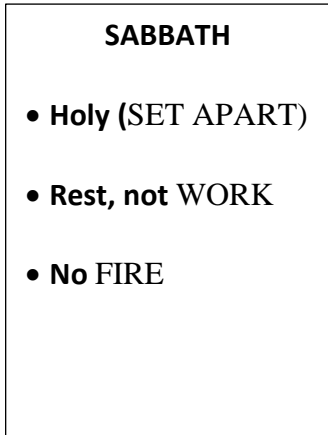 SABBATH
• Holy (SET APART)
• Rest, not WORK
• No FIRE